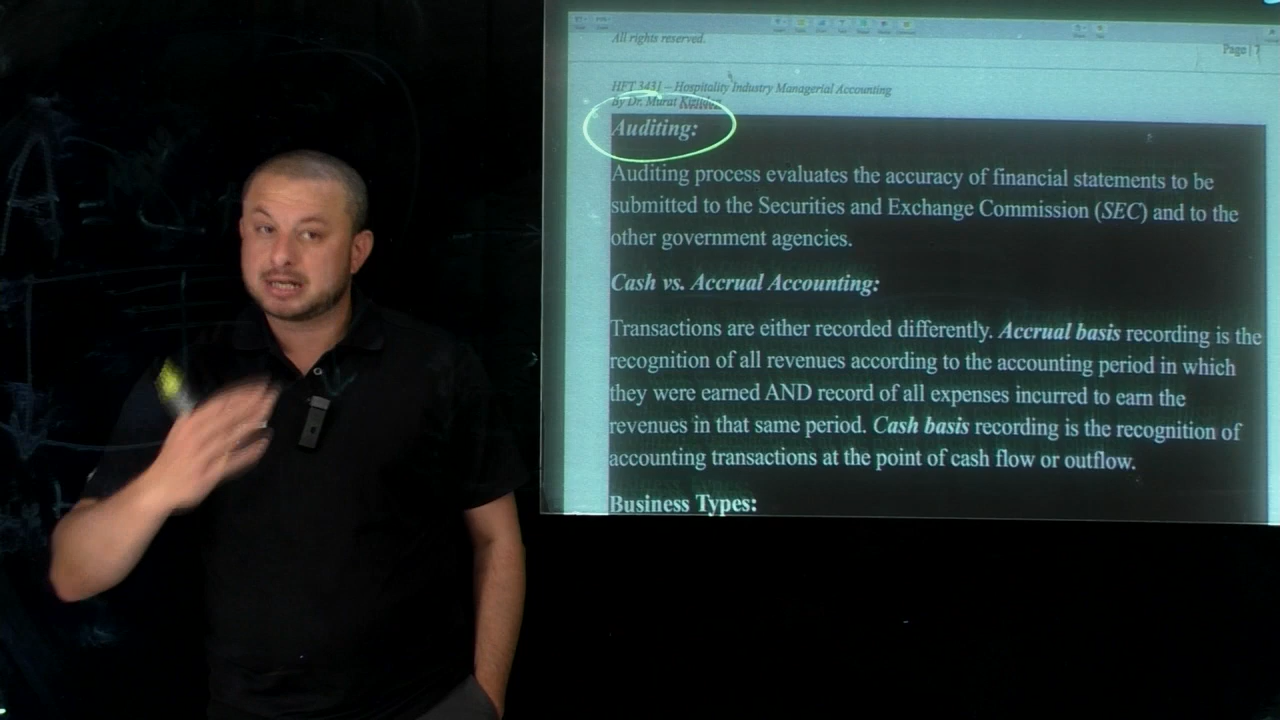 All rights reserved.
Page | 7
HFT 3431 – Hospitality Industry Managerial Accounting
By Dr. Murat
Auditing:
Auditing process evaluates the accuracy of financial statements to be
submitted to the Securities and Exchange Commission (SEC) and to the
other government agencies.
Cash vs. Accrual Accounting:
Transactions are either recorded differently. Accrual basis recording is the
recognition of all revenues according to the accounting period in which
they were earned AND record of all expenses incurred to earn the
revenues in that same period. Cash basis recording is the recognition of
accounting transactions at the point of cash flow or outflow.
Business Types: